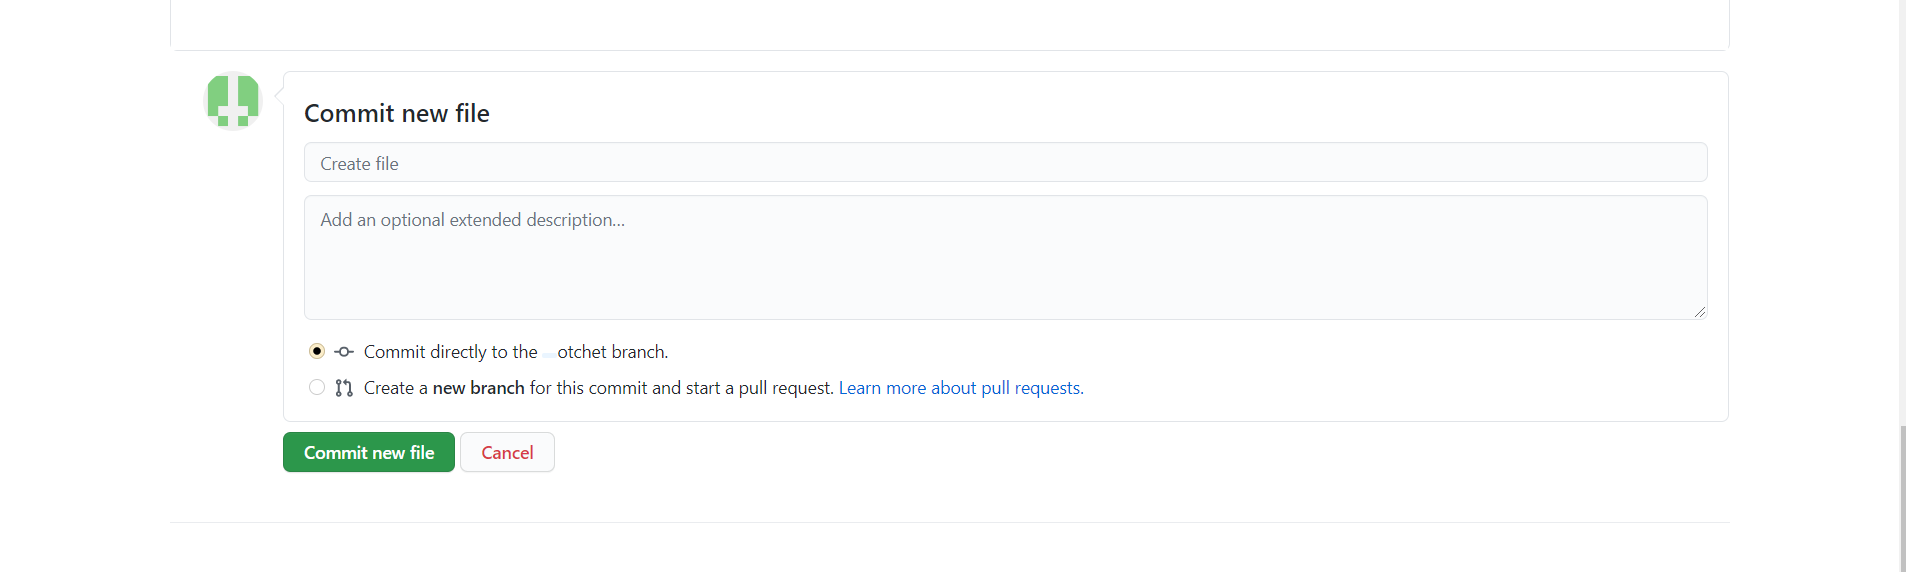 Commit new file
Create file
Add an optional extended description...
Commit directly to the otchet branch.
Create a new branch for this commit and start a pull request. Learn more about pull requests.
Commit new file
Cancel